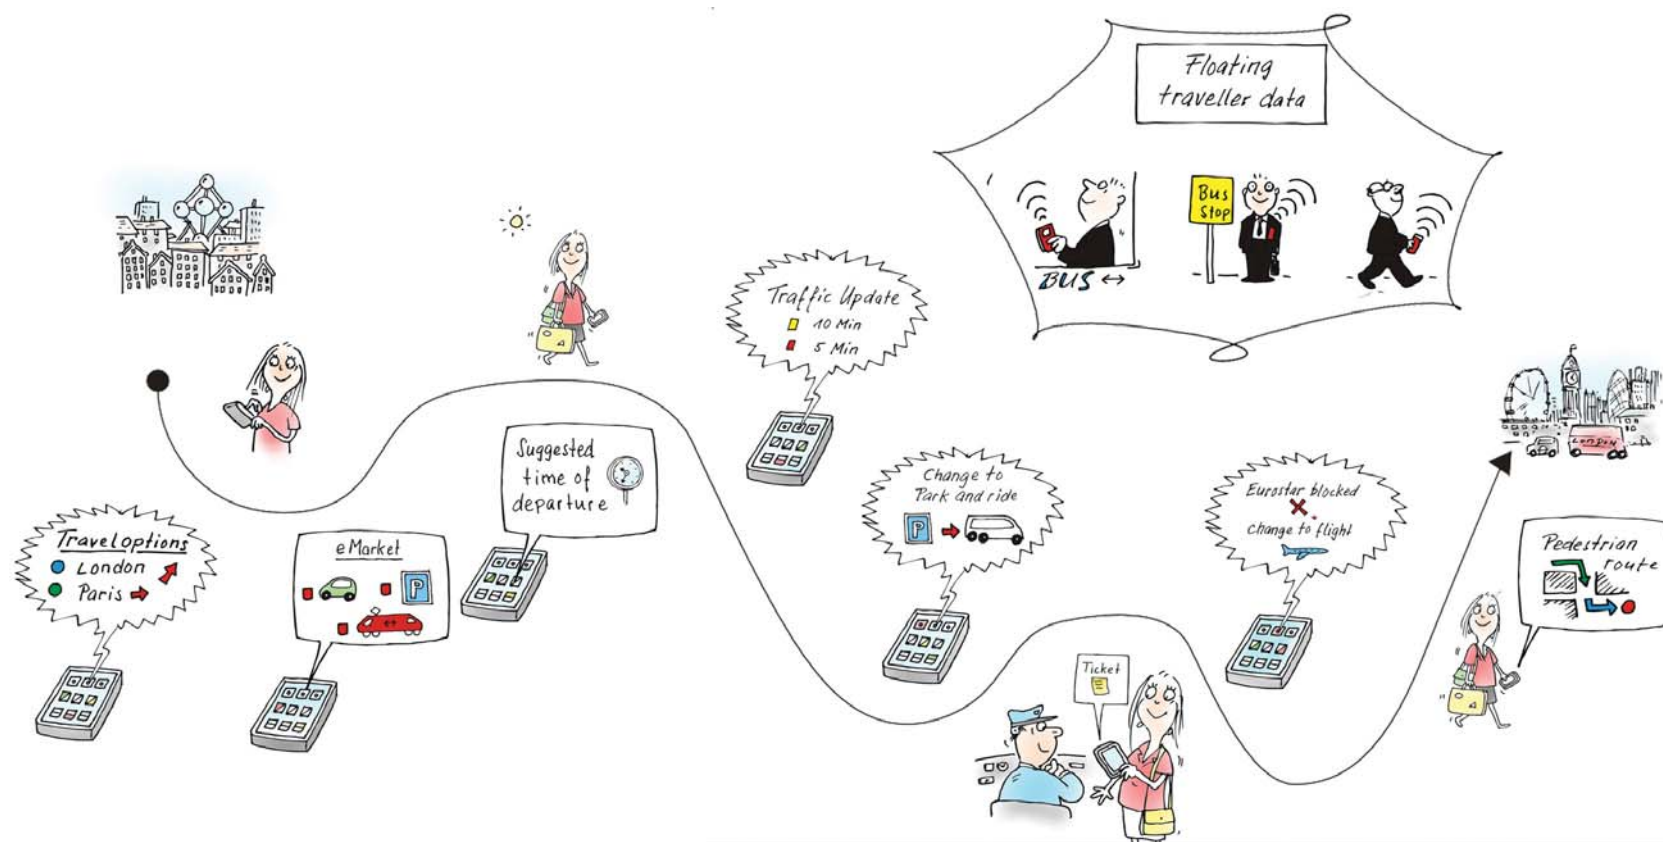 Floating
traveller data
BUS
Bus
Stop
Traffic Update
10 Min
5 Min
Suggested
time of
departure
Travel options
London
Paris
eMarket
P
Change to
Park and ride
P
Eurostar blocked
change to flight
LONDON
Pedestrian
route
Ticket